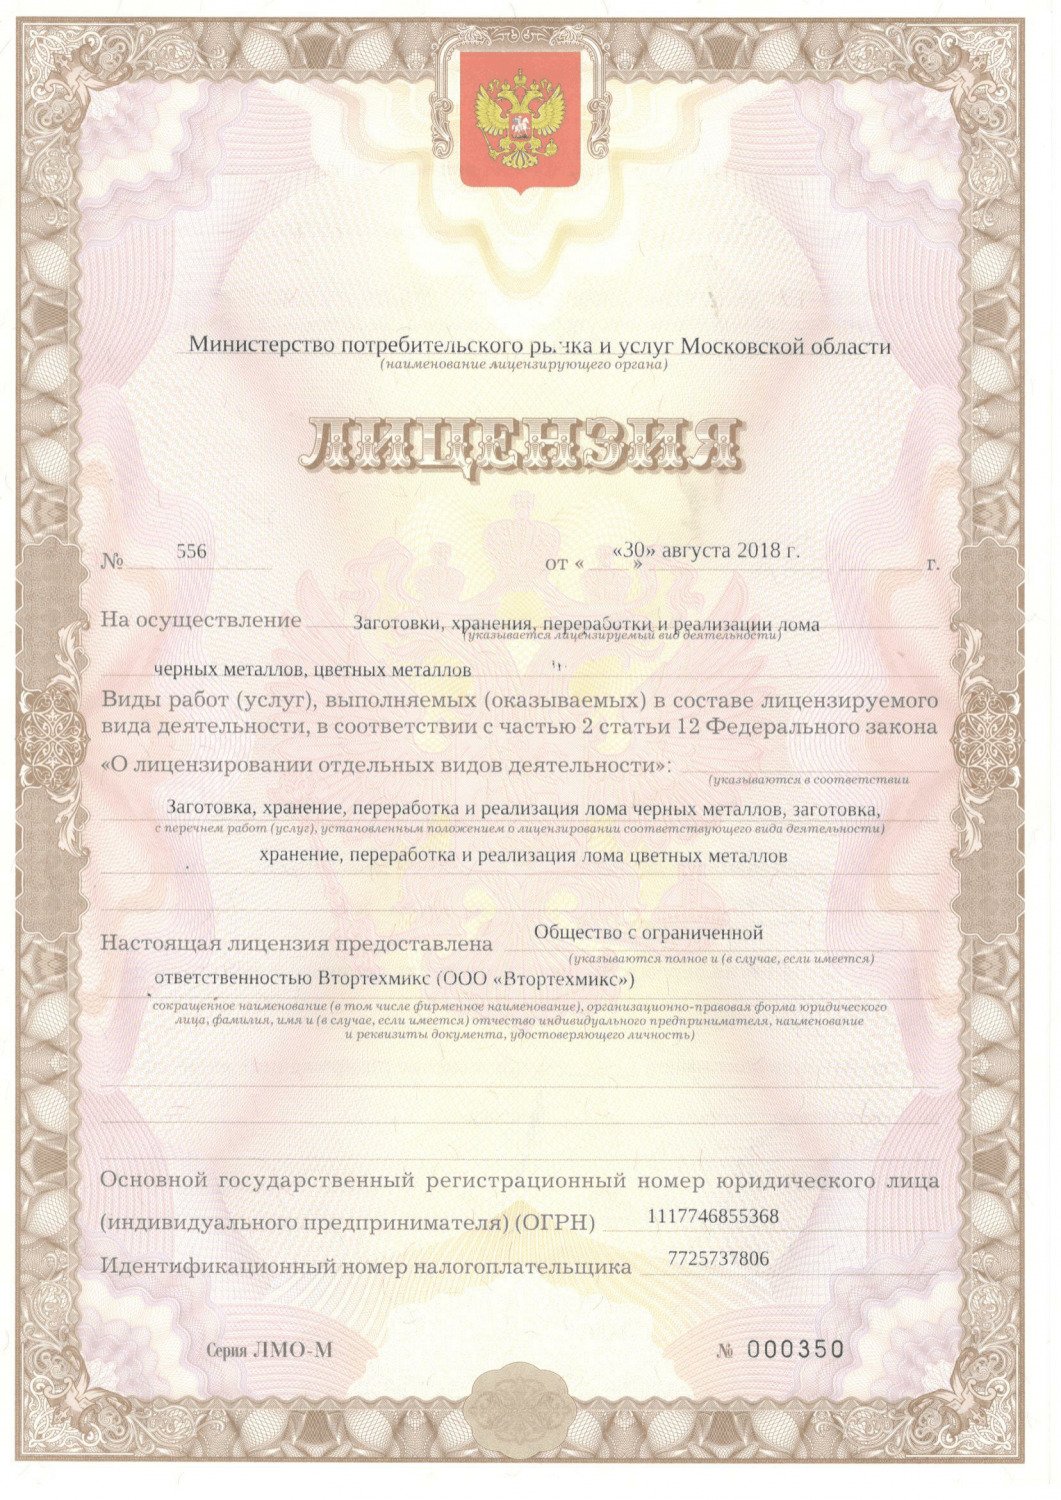 Министерство потребительского рынка и услуг Московской области
(наименование лицензирующего органа)
ЛИЦЕНЗИЯ
№ 556 от « » «30» августа 2018 г. г.
На осуществление Заготовки, хранения, переработки и реализации лома
(указывается лицензируемый вид деятельности)
черных металлов, цветных металлов
Виды работ (услуг), выполняемых (оказываемых) в составе лицензируемого
вида деятельности, в соответствии с частью 2 статьи 12 Федерального закона
«О лицензировании отдельных видов деятельности»:
(указываются в соответствии
Заготовка, хранение, переработка и реализация лома черных металлов, заготовка,
с перечнем работ (услуг), установленным положением о лицензировании соответствующего вида деятельности)
хранение, переработка и реализация лома цветных металлов
Настоящая лицензия предоставлена Общество с ограниченной
(указываются полное и (в случае, если имеется)
ответственностью Втортехмикс (ООО «Втортехмикс»)
сокращенное наименование (в том числе фирменное наименование), организационно-правовая форма юридического
лица, фамилия, имя и (в случае, если имеется) отчество индивидуального предпринимателя, наименование
и реквизиты документа, удостоверяющего личность)
Основной государственный регистрационный номер юридического лица
(индивидуального предпринимателя) (ОГРН) 1117746855368
Идентификационный номер налогоплательщика 7725737806
Серия ЛМО-М № 000350